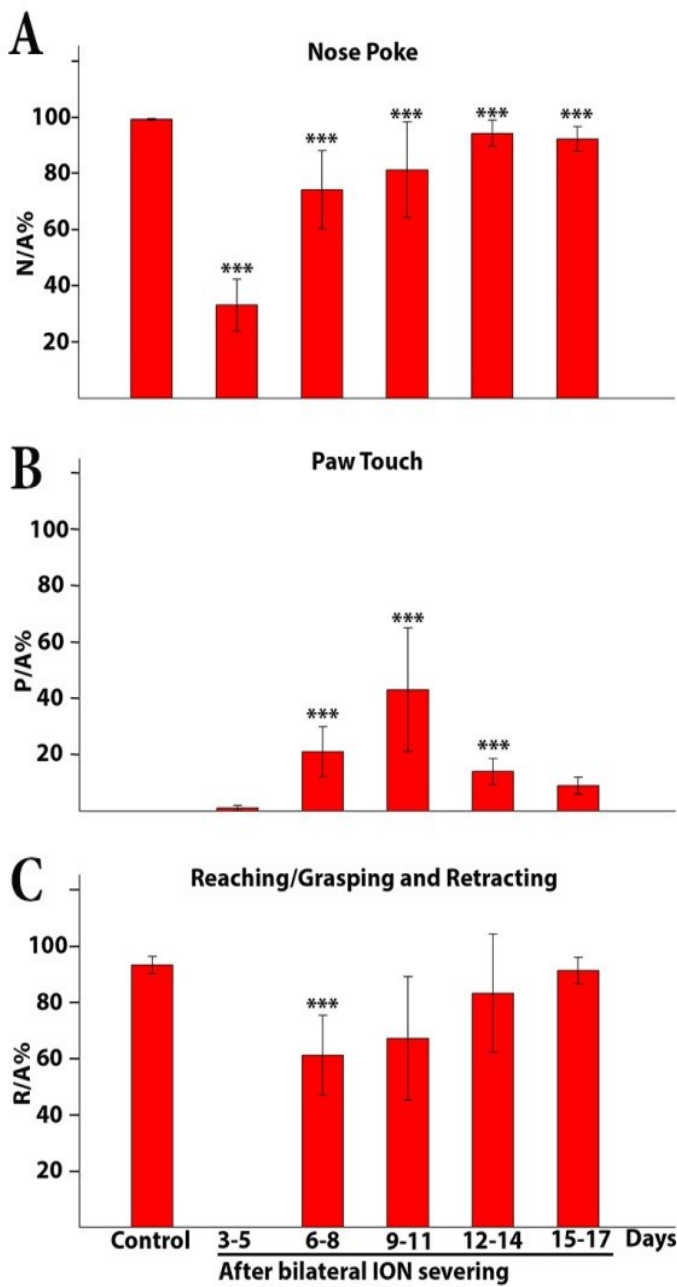 A
Nose Poke
100
80
60
40
20
N/A%
***
***
***
***
***
B
Paw Touch
100
80
60
40
20
P/A%
***
***
***
C
Reaching/Grasping and Retracting
100
80
60
40
20
R/A%
***
Control 3-5 6-8 9-11 12-14 15-17 Days
After bilateral ION severing